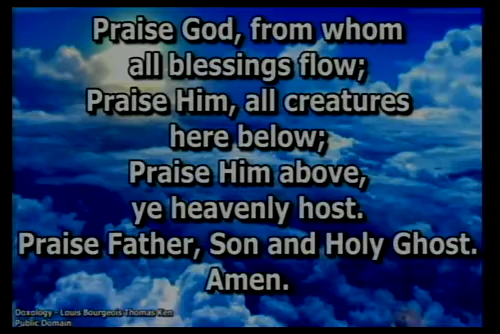 Praise God, from whom
all blessings flow;
Praise Him, all creatures
here below;
Praise Him above,
ye heavenly host.
Praise Father, Son and Holy Ghost.
Amen.
Doxology - Louis Bourgeois Thomas Ken
Public Domain